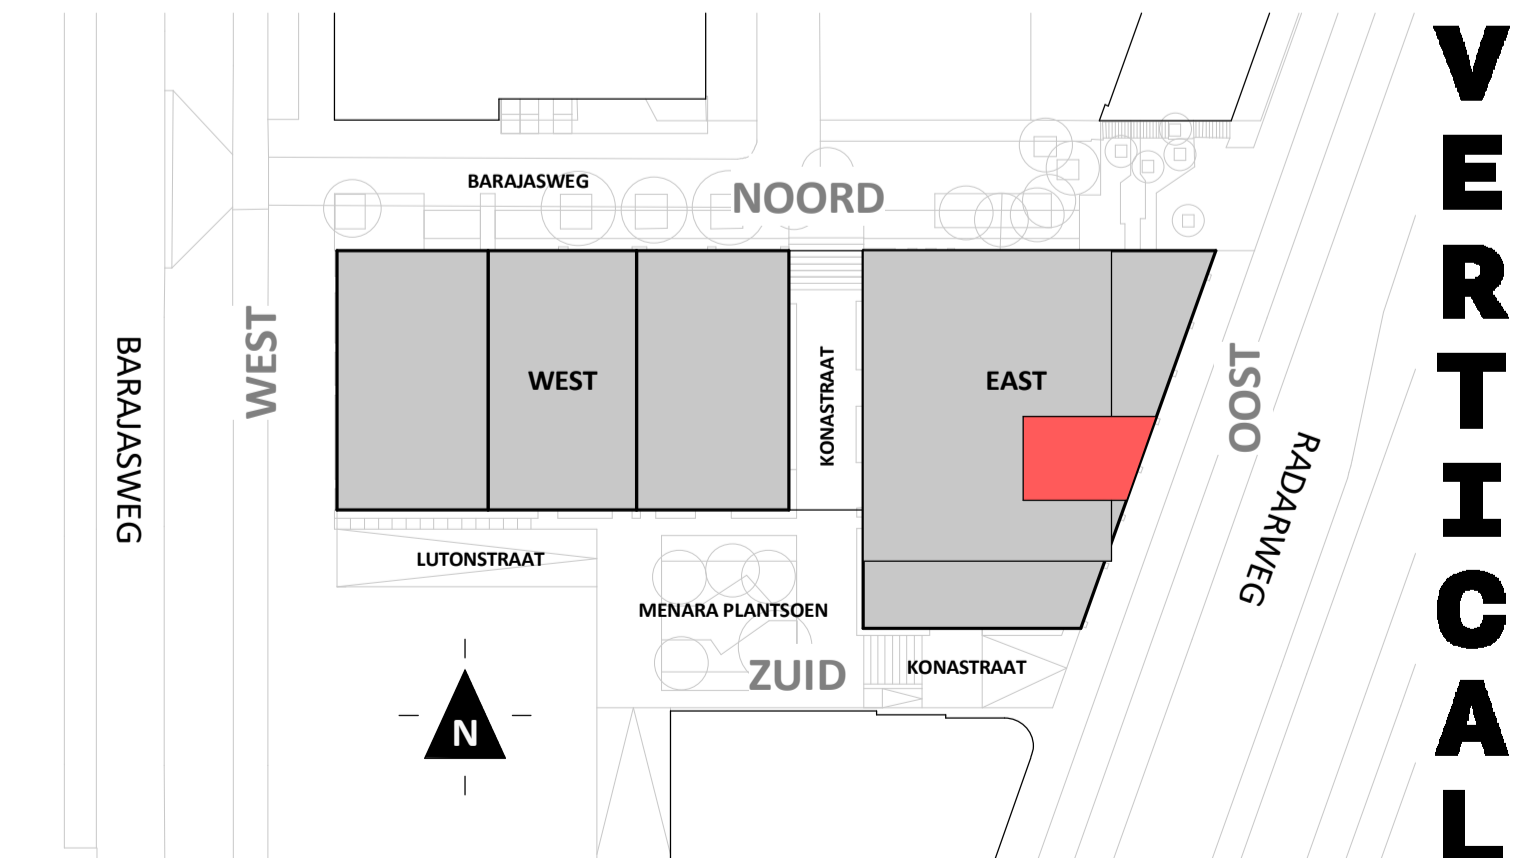 BARAJASWEG
NOORD
WEST
BARAJASWEG
WEST
KONASTRAAT
EAST
OOST
RADARWEG
LUTONSTRAAT
MENARA PLANTSOEN
ZUID
KONASTRAAT
N
VERTICAL